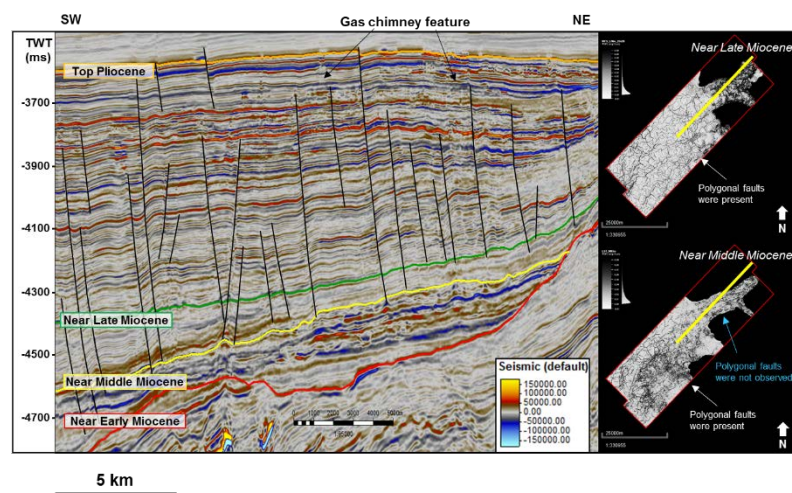 SW
Gas chimney feature
NE
TWT
(ms)
Top Pliocene
-3700
-3900
-4100
-4300
-4500
-4700
Near Late Miocene
Near Middle Miocene
Near Early Miocene
Seismic (default)
150000.00
100000.00
50000.00
0.00
-50000.00
-100000.00
-150000.00
5 km
Near Late Miocene
Polygonal faults
were present
25000m
N
Near Middle Miocene
Polygonal faults
were not observed
Polygonal faults
were present
25000m
N